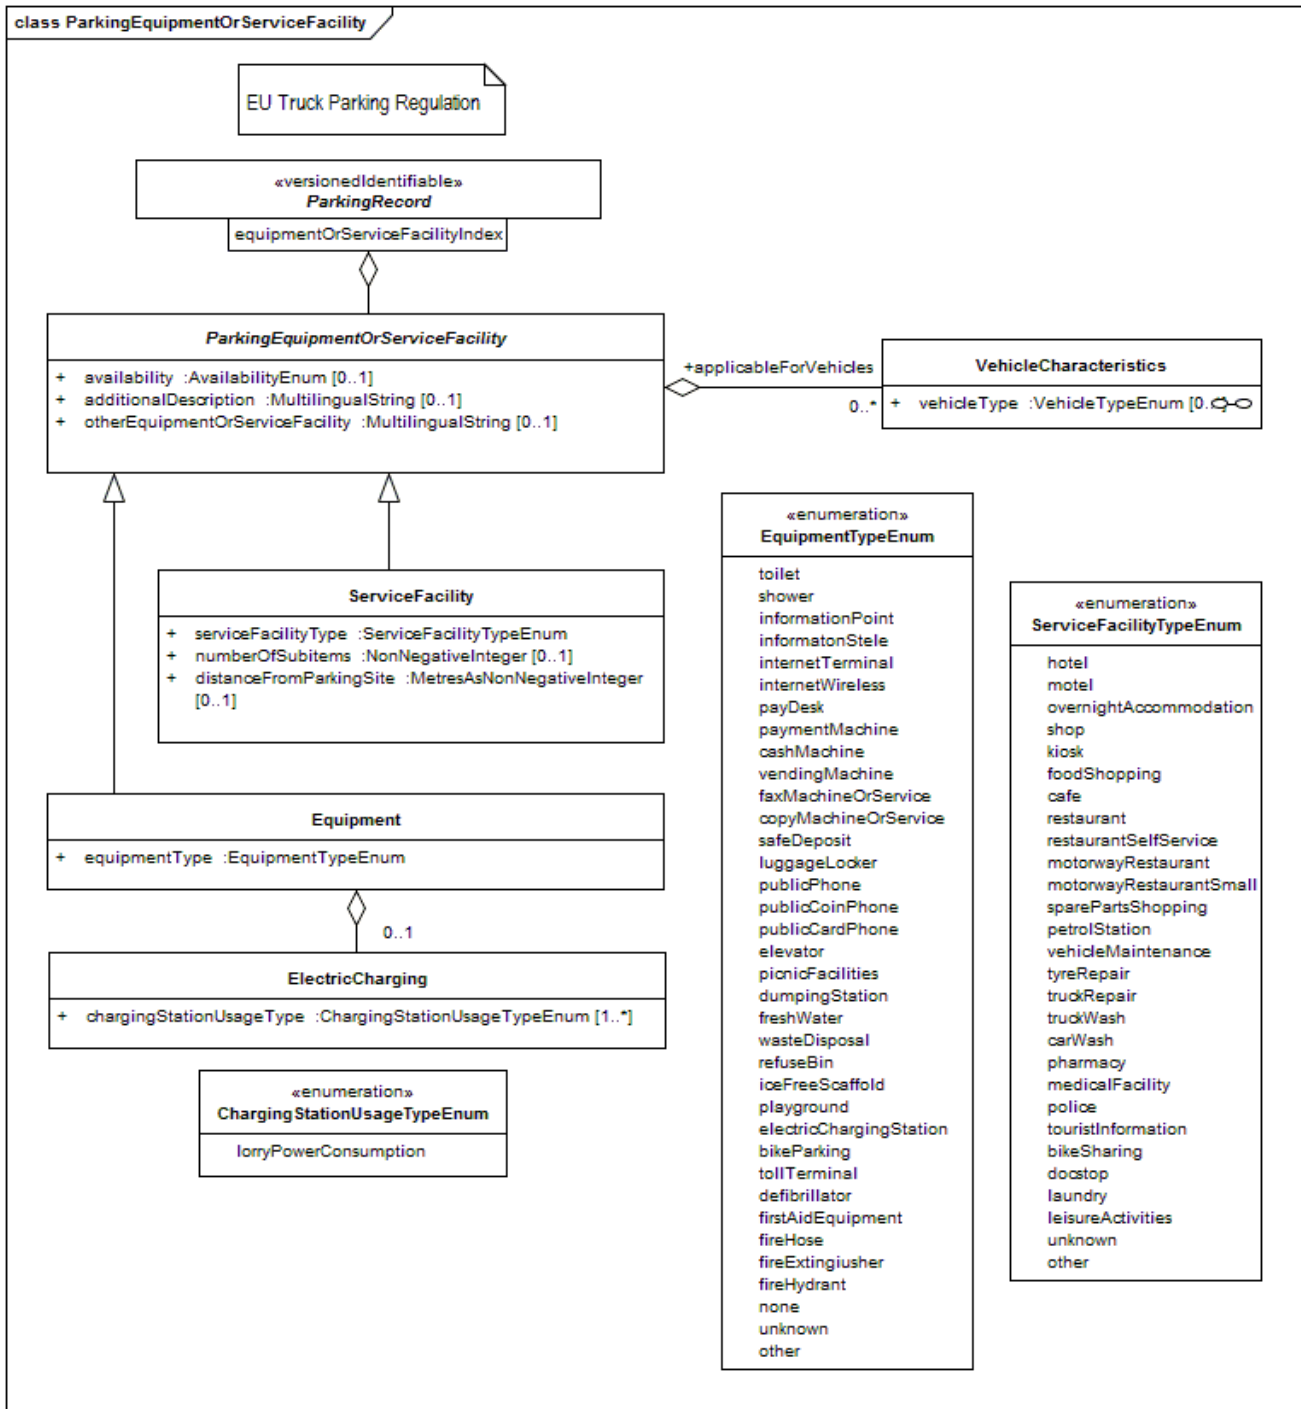 class ParkingEquipmentOrServiceFacility
EU Truck Parking Regulation
«versionedIdentifiable»
ParkingRecord
equipmentOrServiceFacilityIndex
ParkingEquipmentOrServiceFacility
+ availability :AvailabilityEnum [0..1]
+ additionalDescription :MultilingualString [0..1]
+ otherEquipmentOrServiceFacility :MultilingualString [0..1]
+applicableForVehicles
0..*
VehicleCharacteristics
+ vehicleType :VehicleTypeEnum [0..
ServiceFacility
+ serviceFacilityType :ServiceFacilityTypeEnum
+ numberOfSubitems :NonNegativeInteger [0..1]
+ distanceFromParkingSite :MetresAsNonNegativeInteger
[0..1]
Equipment
+ equipmentType :EquipmentTypeEnum
0..1
ElectricCharging
+ chargingStationUsageType :ChargingStationUsageTypeEnum [1..*]
«enumeration»
ChargingStationUsageTypeEnum
lorryPowerConsumption
«enumeration»
EquipmentTypeEnum
toilet
shower
informationPoint
informatonStele
internetTerminal
internetWireless
payDesk
paymentMachine
cashMachine
vendingMachine
faxMachineOrService
copyMachineOrService
safeDeposit
luggageLocker
publicPhone
publicCoinPhone
publicCardPhone
elevator
picnicFacilities
dumpingStation
freshWater
wasteDisposal
refuseBin
iceFreeScaffold
playground
electricChargingStation
bikeParking
tollTerminal
defibrillator
firstAidEquipment
fireHose
fireExtingiusher
fireHydrant
none
unknown
other
«enumeration»
ServiceFacilityTypeEnum
hotel
motel
overnightAccommodation
shop
kiosk
foodShopping
cafe
restaurant
restaurantSelfService
motorwayRestaurant
motorwayRestaurantSmall
sparePartsShopping
petrolStation
vehicleMaintenance
tyreRepair
truckRepair
truckWash
carWash
pharmacy
medicalFacility
police
touristInformation
bikeSharing
docstop
laundry
leisureActivities
unknown
other